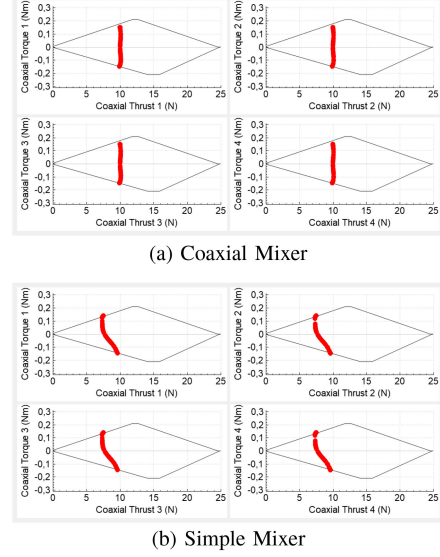 Coaxial Torque 1 (Nm)
0,3
0,2
0,1
0
-0,1
-0,2
-0,3
0 5 10 15 20 25
Coaxial Thrust 1 (N)
Coaxial Torque 2 (Nm)
0,3
0,2
0,1
0
-0,1
-0,2
-0,3
0 5 10 15 20 25
Coaxial Thrust 2 (N)
Coaxial Torque 3 (Nm)
0,3
0,2
0,1
0
-0,1
-0,2
-0,3
0 5 10 15 20 25
Coaxial Thrust 3 (N)
Coaxial Torque 4 (Nm)
0,3
0,2
0,1
0
-0,1
-0,2
-0,3
0 5 10 15 20 25
Coaxial Thrust 4 (N)
(a) Coaxial Mixer
Coaxial Torque 1 (Nm)
0,3
0,2
0,1
0
-0,1
-0,2
-0,3
0 5 10 15 20 25
Coaxial Thrust 1 (N)
Coaxial Torque 2 (Nm)
0,3
0,2
0,1
0
-0,1
-0,2
-0,3
0 5 10 15 20 25
Coaxial Thrust 2 (N)
Coaxial Torque 3 (Nm)
0,3
0,2
0,1
0
-0,1
-0,2
-0,3
0 5 10 15 20 25
Coaxial Thrust 3 (N)
Coaxial Torque 4 (Nm)
0,3
0,2
0,1
0
-0,1
-0,2
-0,3
0 5 10 15 20 25
Coaxial Thrust 4 (N)
(b) Simple Mixer